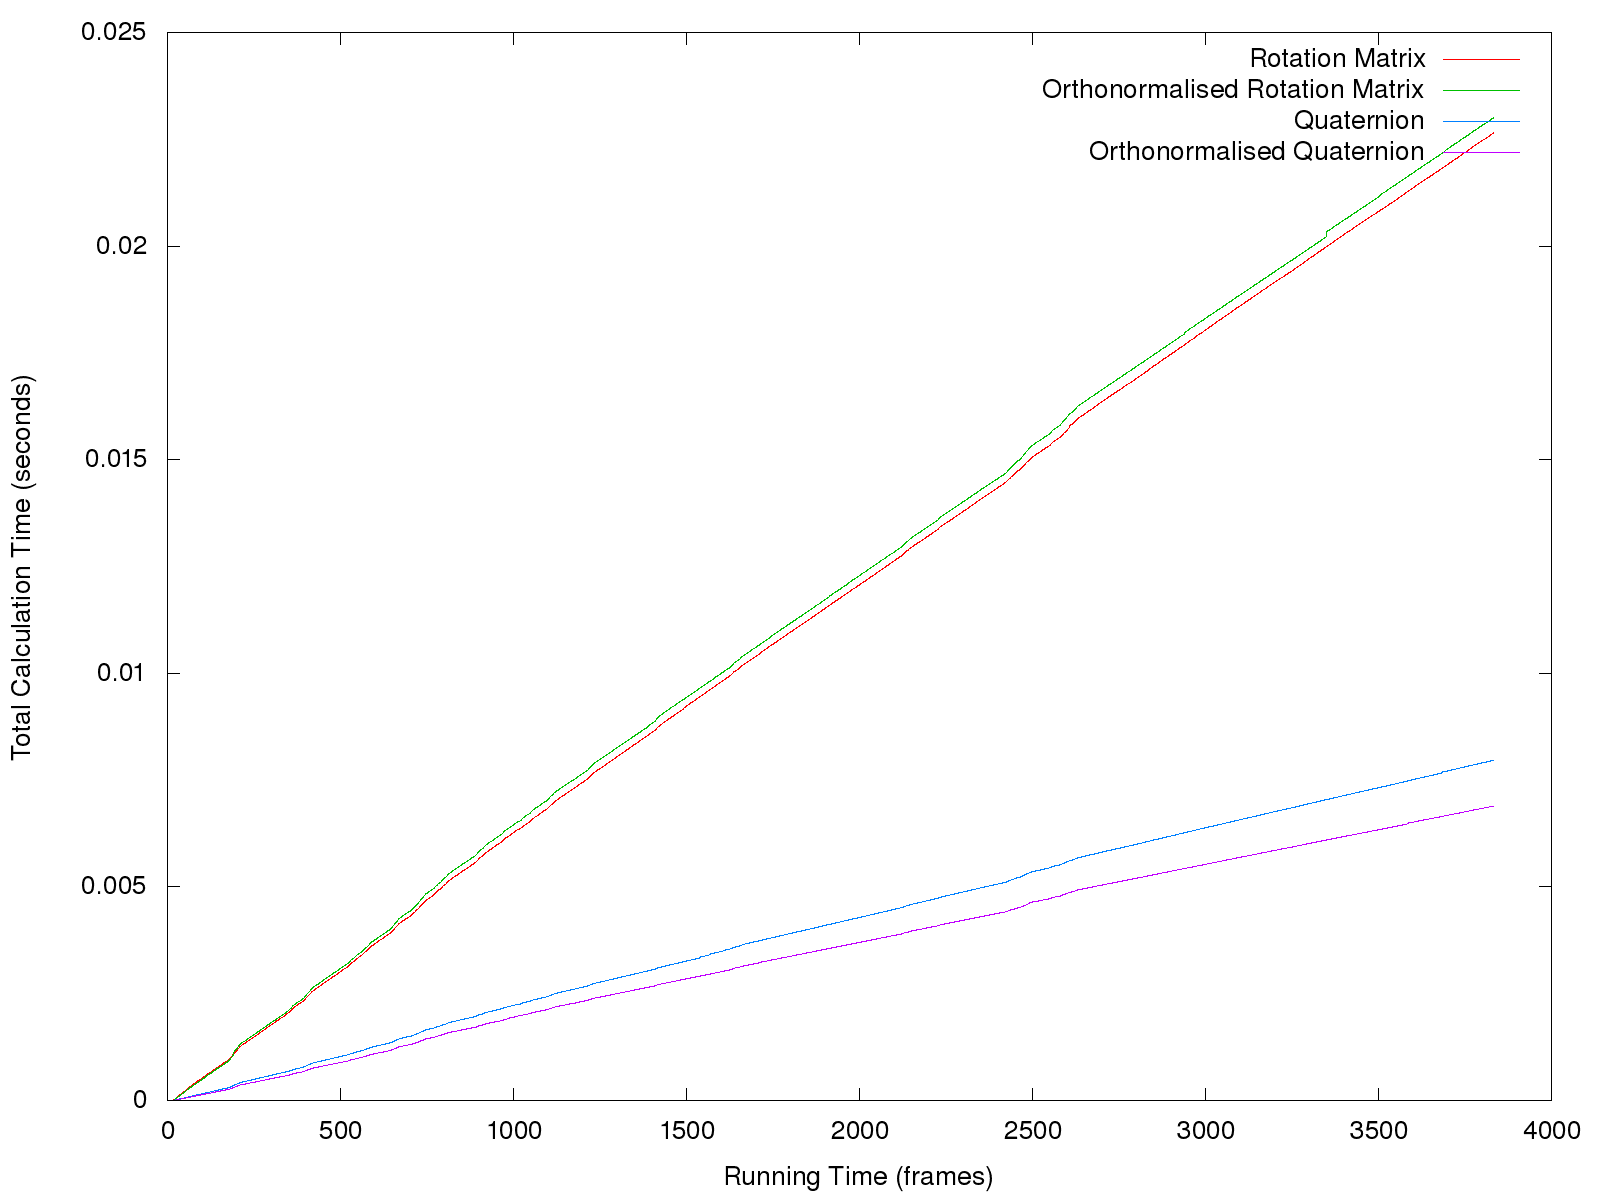 0.025
0.02
0.015
0.01
0.005
0
Total Calculation Time (seconds)
Rotation Matrix
Orthonormalised Rotation Matrix
Quaternion
Orthonormalised Quaternion
0 500 1000 1500 2000 2500 3000 3500 4000
Running Time (frames)